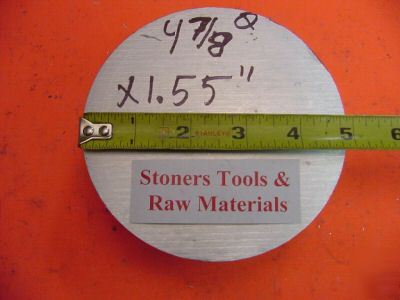 4 7/8 Ø
X1.55"
1 2 3 4 5 6
STANLEY
Stoners Tools &
Raw Materials